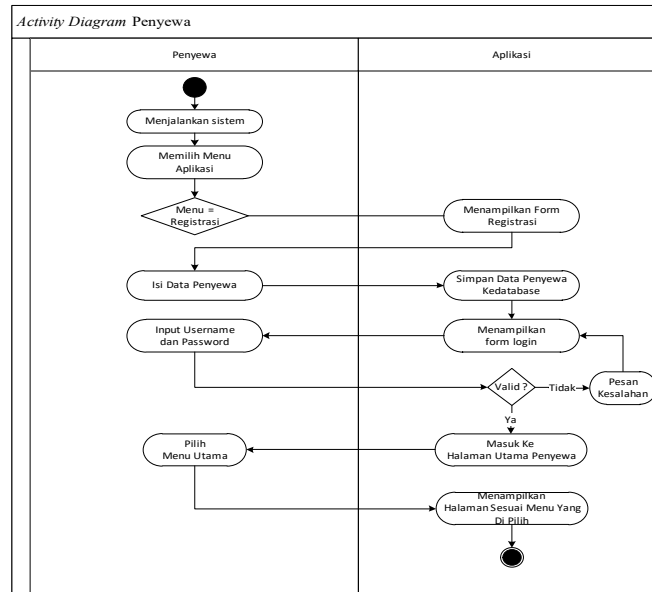 Activity Diagram Penyewa
Penyewa
Aplikasi
Menjalankan sistem
Memilih Menu
Aplikasi
Menu =
Registrasi
Menampilkan Form
Registrasi
Isi Data Penyewa
Simpan Data Penyewa
Kedatabase
Input Username
dan Password
Menampilkan
form login
Valid ?
Tidak
Pesan
Kesalahan
Ya
Pilih
Menu Utama
Masuk Ke
Halaman Utama Penyewa
Menampilkan
Halaman Sesuai Menu Yang
Di Pilih